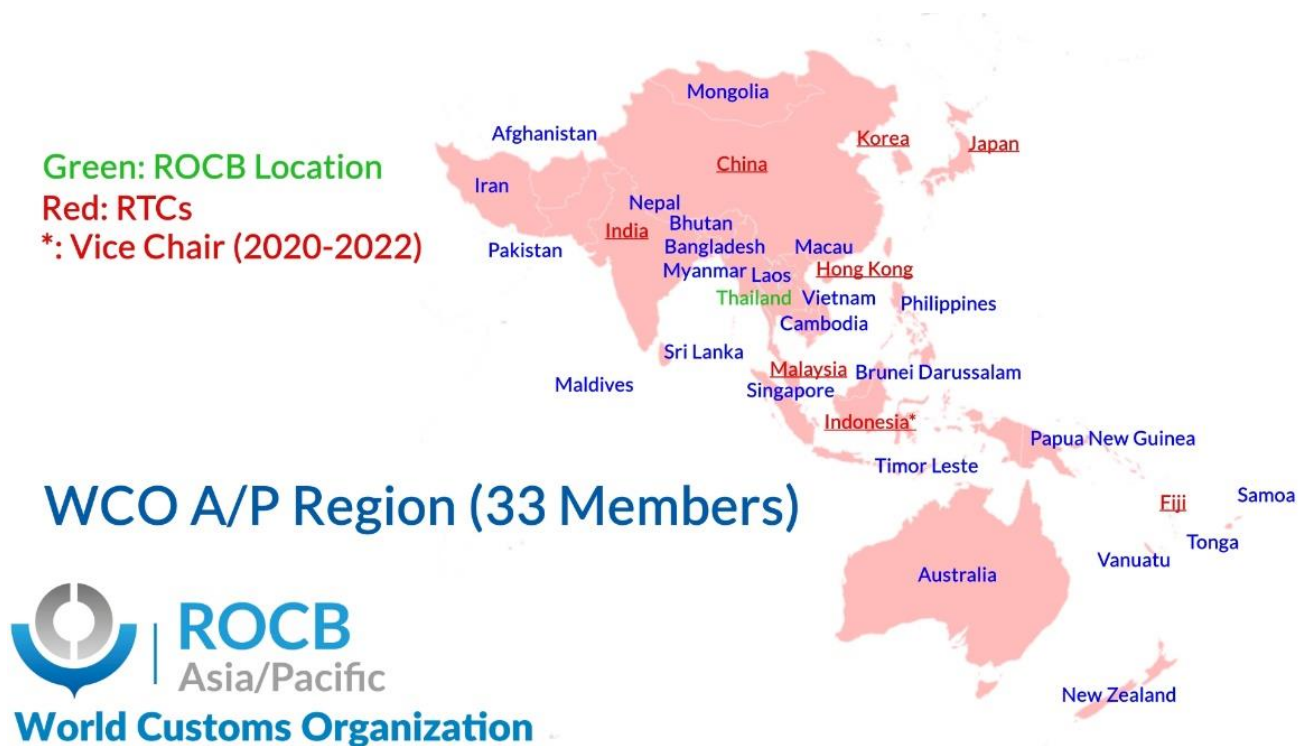 Mongolia
Afghanistan
Korea
Japan
Green: ROCB Location
China
Iran
Red: RTCs
Nepal
Bhutan
India
*: Vice Chair (2020-2022)
Pakistan
Bangladesh
Macau
Myanmar
Laos
Hong Kong
Thailand
Vietnam
Philippines
Cambodia
Sri Lanka
Malaysia
Brunei Darussalam
Maldives
Singapore
Indonesia*
Papua New Guinea
Timor Leste
WCO A/P Region (33 Members)
Samoa
Fiji
Tonga
Vanuatu
Australia
ROCB
Asia/Pacific
New Zealand
World Customs Organization